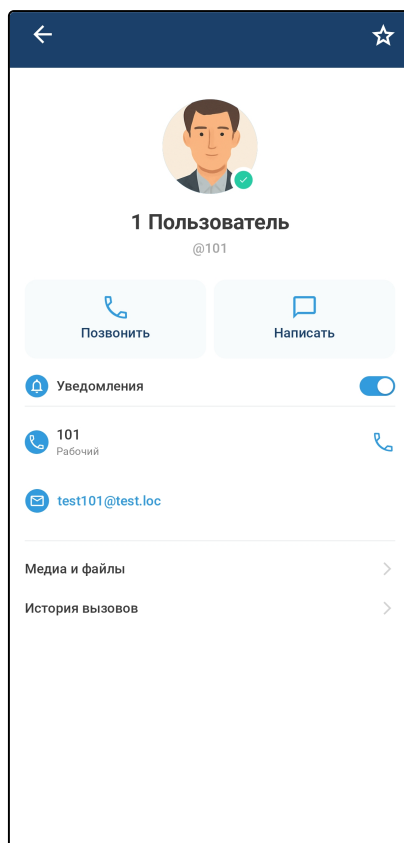 1 Пользователь
@101
Позвонить
Написать
Уведомления
101
Рабочий
test101@test.loc
Медиа и файлы
История вызовов